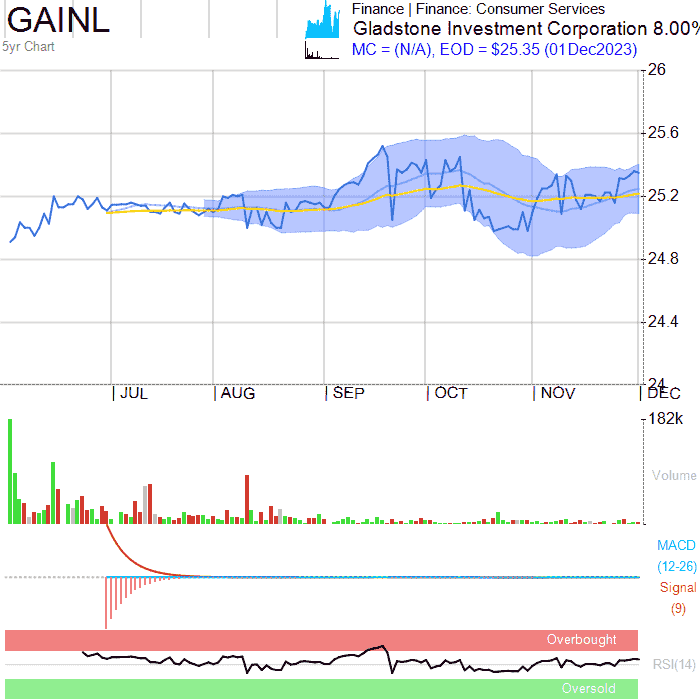 GAINL
5yr Chart
Finance | Finance: Consumer Services
Gladstone Investment Corporation 8.00%
MC = (N/A), EOD = $25.35 (01Dec2023)
26
25.6
25.2
24.8
24.4
24
JUL AUG SEP OCT NOV DEC
182k
Volume
MACD
(12-26)
Signal
(9)
Overbought
RSI(14)
Oversold